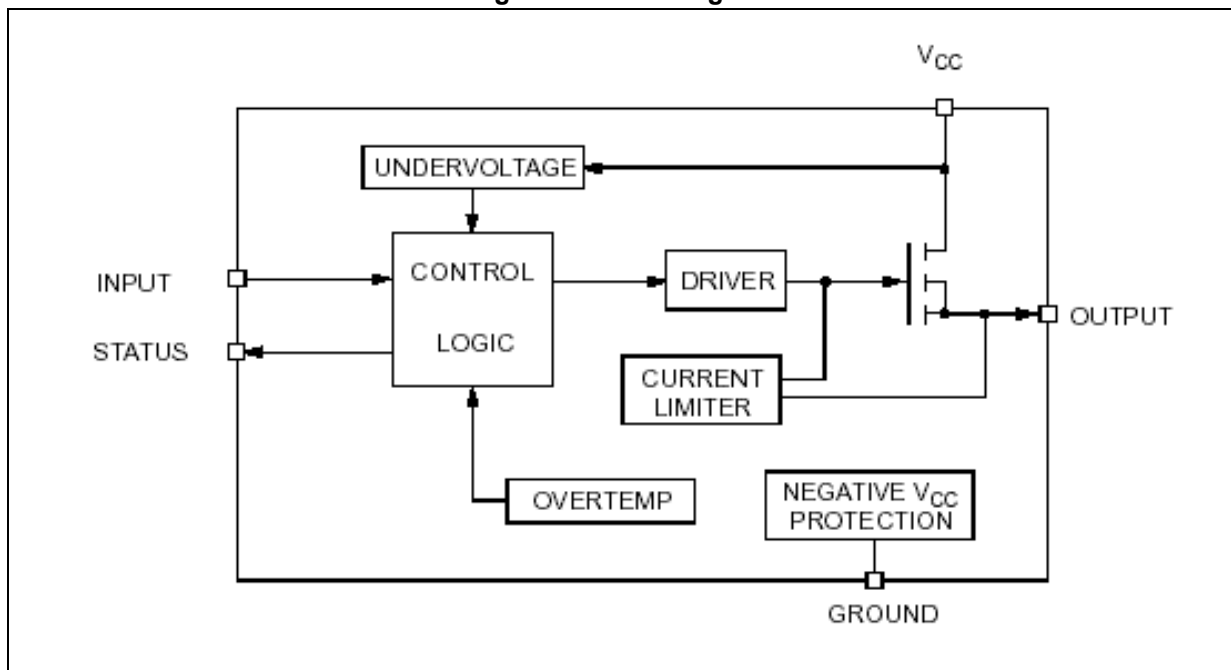 VCC
UNDERVOLTAGE
INPUT
CONTROL
LOGIC
DRIVER
STATUS
OUTPUT
CURRENT
LIMITER
OVERTEMP
NEGATIVE VCC
PROTECTION
GROUND